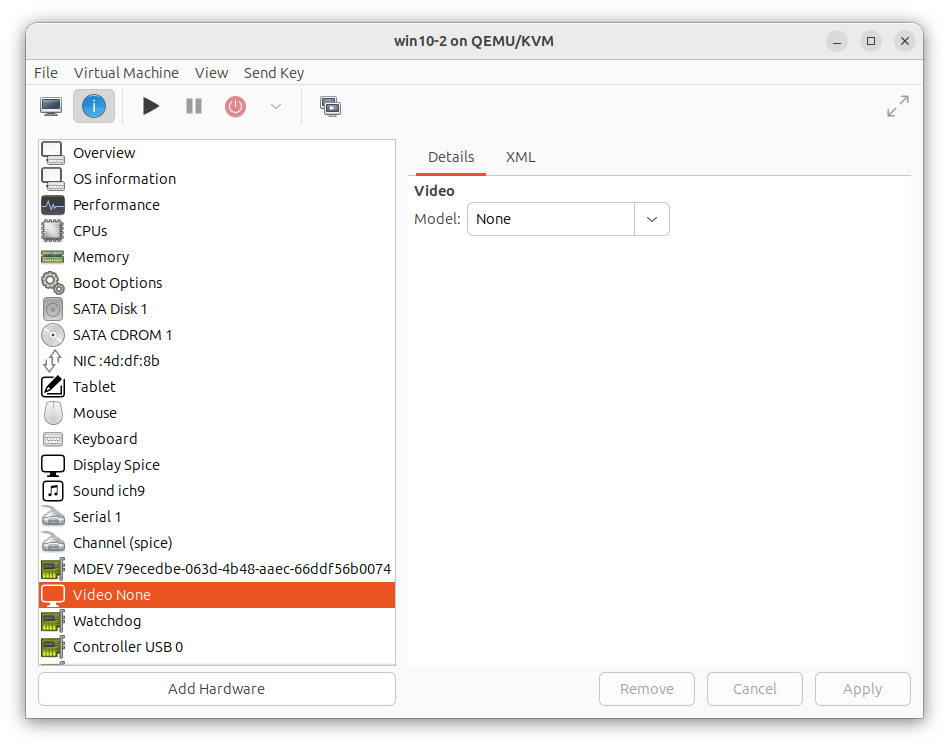 win10-2 on QEMU/KVM
File Virtual Machine View Send Key
Overview
OS information
Performance
CPUs
Memory
Boot Options
SATA Disk 1
SATA CDROM 1
NIC :4d:df:8b
Tablet
Mouse
Keyboard
Display Spice
Sound ich9
Serial 1
Channel (spice)
MDEV 79ecedbe-063d-4b48-aaec-66ddf56b0074
Video None
Watchdog
Controller USB 0
Add Hardware
Details XML
Video
Model: None
Remove Cancel Apply